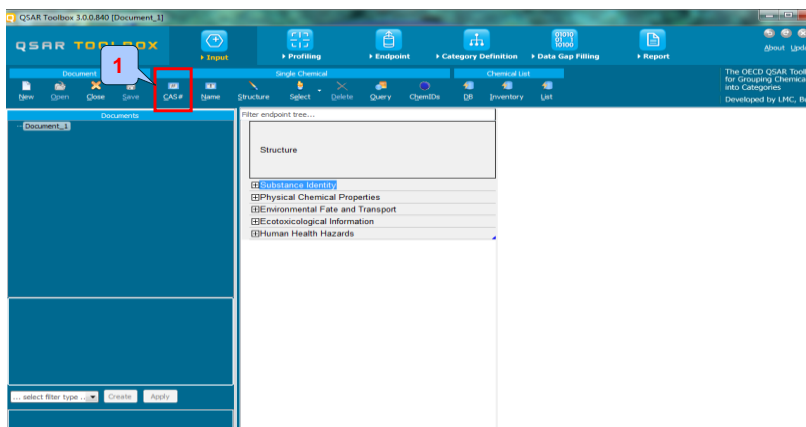 QSAR Toolbox 3.0.0.840 [Document_1]
QSAR TOOLBOX
▸ Input
▸ Profiling
▸ Endpoint
▸ Category Definition
▸ Data Gap Filling
▸ Report
About
Document
Single Chemical
Chemical List
The OECD QSAR
for Grouping
into Categories
Developed by LMC,
New
Open
Close
Save
CAS#
Name
Structure
Select
Delete
Query
ChemIDs
DB
Inventory
List
1
Documents
Document_1
Filter endpoint tree...
Structure
Substance Identity
Physical Chemical Properties
Environmental Fate and Transport
Ecotoxicological Information
Human Health Hazards
... select filter type ...
Create
Apply